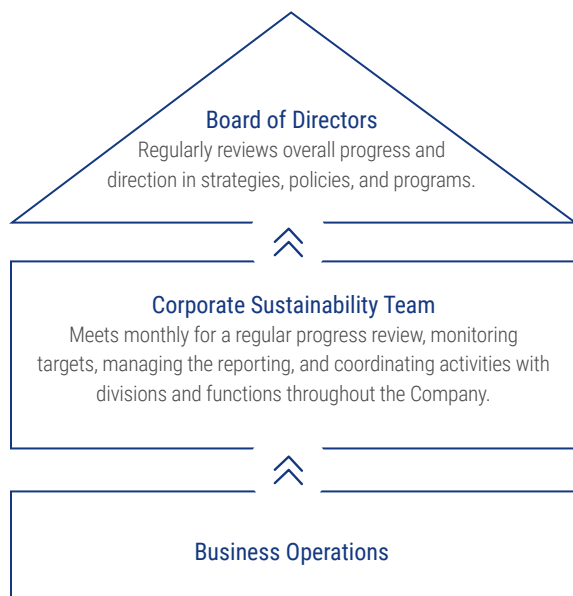 Board of Directors
Regularly reviews overall progress and
direction in strategies, policies, and programs.
Corporate Sustainability Team
Meets monthly for a regular progress review, monitoring
targets, managing the reporting, and coordinating activities with
divisions and functions throughout the Company.
Business Operations